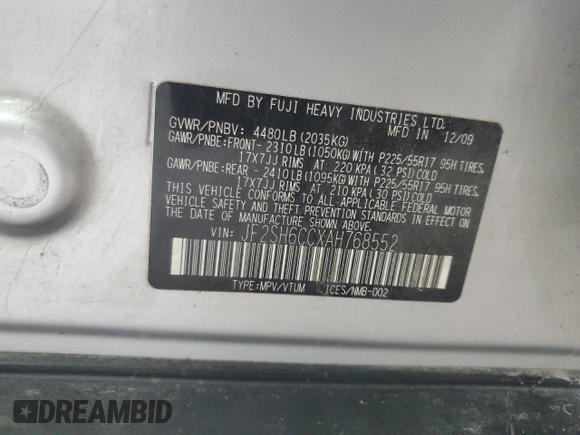 MFD BY FUJI HEAVY INDUSTRIES LTD.
GVWR/PNBV: 4480LB(2035KG) 12/09
GAWR/PNBE:FRONT- 2310LB(1050KG)WITH P225/55R17 95H TIRES,
17X7JJ RIMS AT 220 KPA(32 PSI)COLD
GAWR/PNBE:REAR - 2410LB(1095KG)WITH P225/55R17 95H TIRES,
17X7JJ RIMS AT 210 KPA(30 PSI)COLD
THIS VEHICLE CONFORMS TO ALL APPLICABLE FEDERAL MOTOR
VEHICLE SAFETY AND BUMPER STANDARDS IN EFFECT ON
THE DATE OF MANUFACTURE SHOWN ABOVE.
VIN: JF2SH6CCXAH768552
TYPE:MPV/VTUM ICES/NMB-002
DREAMBID